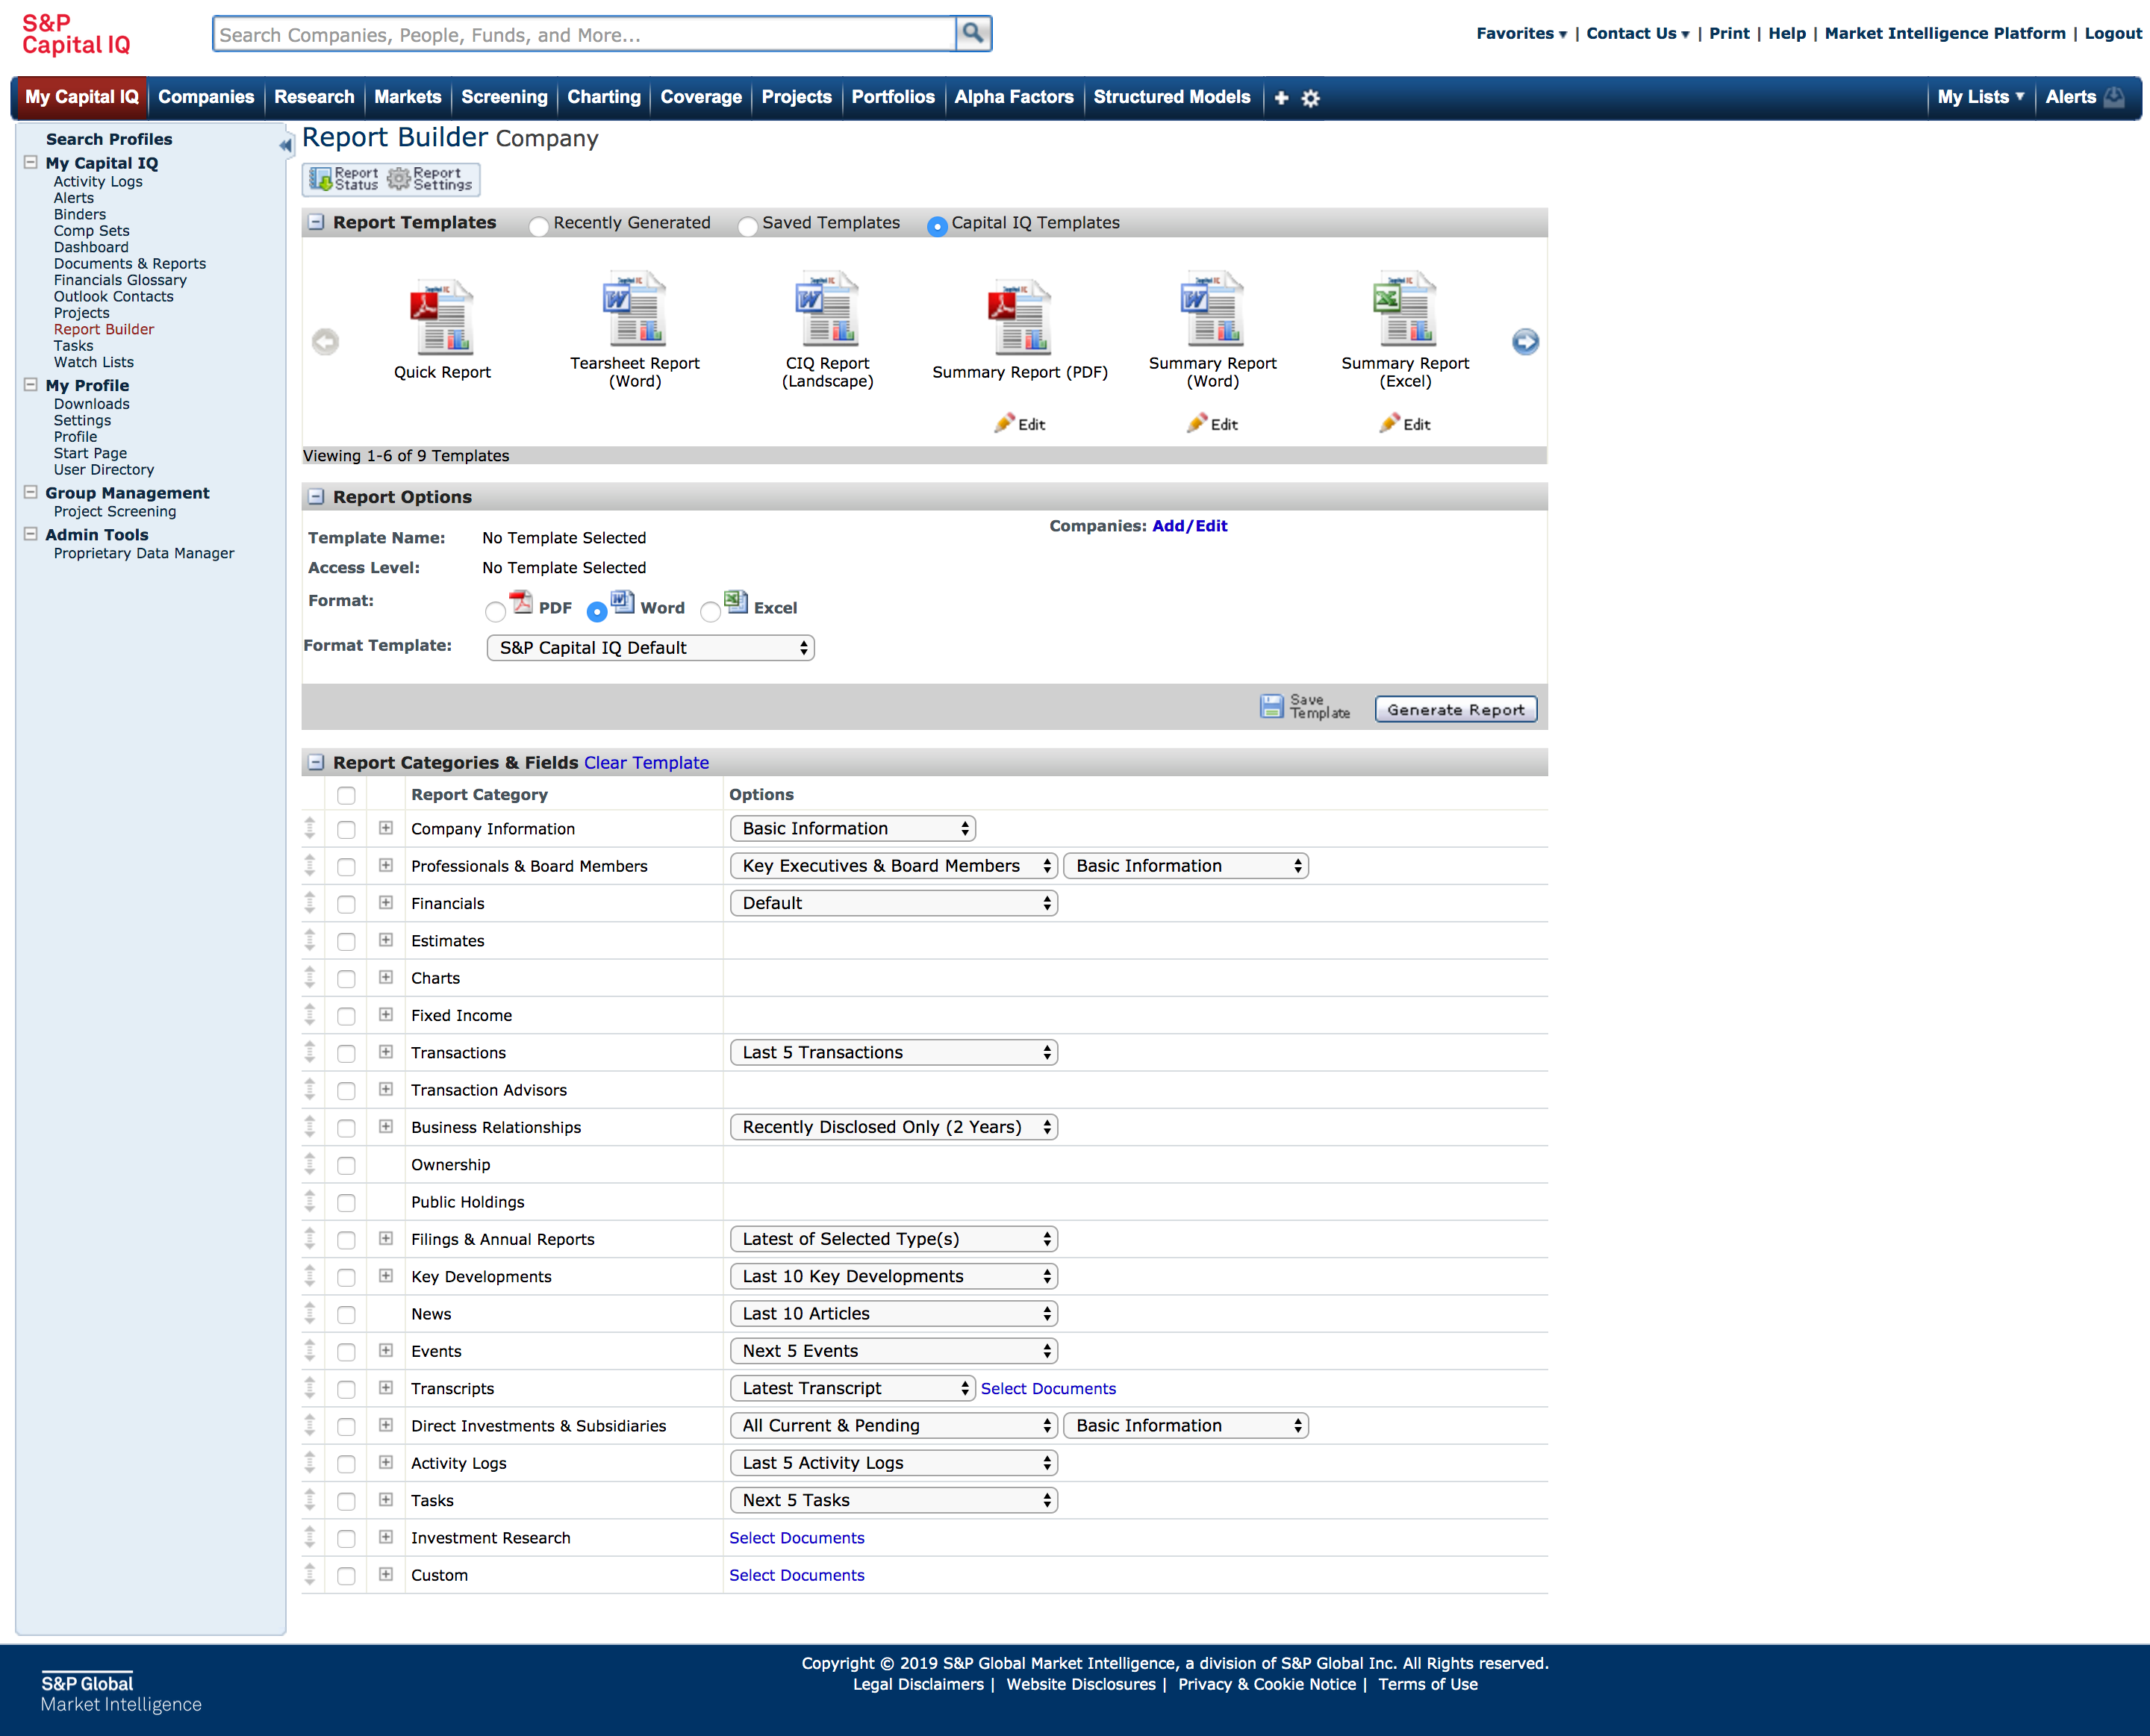 S&P
Capital IQ
Search Companies, People, Funds, and More...
Favorites ▾ | Contact Us ▾ | Print | Help | Market Intelligence Platform | Logout
My Capital IQ Companies Research Markets Screening Charting Coverage Projects Portfolios Alpha Factors Structured Models My Lists ▾ Alerts
Search Profiles
My Capital IQ
Activity Logs
Alerts
Binders
Comp Sets
Dashboard
Documents & Reports
Financials Glossary
Outlook Contacts
Projects
Report Builder
Tasks
Watch Lists
My Profile
Downloads
Settings
Profile
Start Page
User Directory
Group Management
Project Screening
Admin Tools
Proprietary Data Manager
Report Builder Company
Report Status Report Settings
Report Templates Recently Generated Saved Templates Capital IQ Templates
Quick Report
Tearsheet Report (Word)
CIQ Report (Landscape)
Summary Report (PDF)
Edit
Summary Report (Word)
Edit
Summary Report (Excel)
Edit
Viewing 1-6 of 9 Templates
Report Options
Template Name: No Template Selected
Companies: Add/Edit
Access Level: No Template Selected
Format: PDF Word Excel
Format Template: S&P Capital IQ Default
Save Template Generate Report
Report Categories & Fields Clear Template
Report Category Options
Company Information Basic Information
Professionals & Board Members Key Executives & Board Members Basic Information
Financials Default
Estimates
Charts
Fixed Income
Transactions Last 5 Transactions
Transaction Advisors
Business Relationships Recently Disclosed Only (2 Years)
Ownership
Public Holdings
Filings & Annual Reports Latest of Selected Type(s)
Key Developments Last 10 Key Developments
News Last 10 Articles
Events Next 5 Events
Transcripts Latest Transcript Select Documents
Direct Investments & Subsidiaries All Current & Pending Basic Information
Activity Logs Last 5 Activity Logs
Tasks Next 5 Tasks
Investment Research Select Documents
Custom Select Documents
S&P Global
Market Intelligence
Copyright © 2019 S&P Global Market Intelligence, a division of S&P Global Inc. All Rights reserved.
Legal Disclaimers | Website Disclosures | Privacy & Cookie Notice | Terms of Use